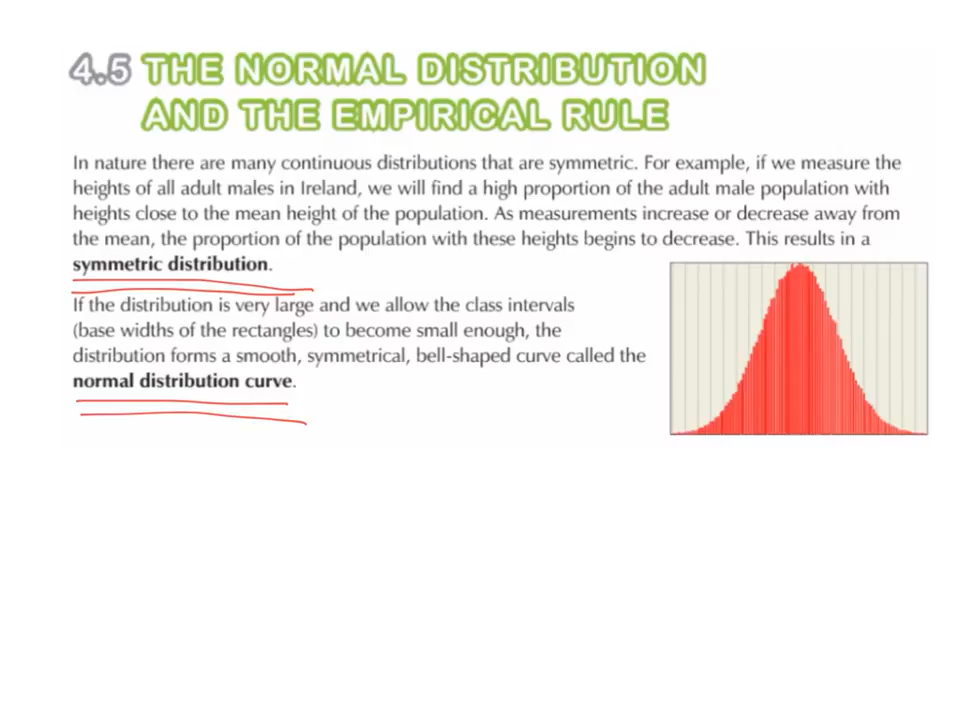 4.5 THE NORMAL DISTRIBUTION
AND THE EMPIRICAL RULE
In nature there are many continuous distributions that are symmetric. For example, if we measure the
heights of all adult males in Ireland, we will find a high proportion of the adult male population with
heights close to the mean height of the population. As measurements increase or decrease away from
the mean, the proportion of the population with these heights begins to decrease. This results in a
symmetric distribution.
If the distribution is very large and we allow the class intervals
(base widths of the rectangles) to become small enough, the
distribution forms a smooth, symmetrical, bell-shaped curve called the
normal distribution curve.